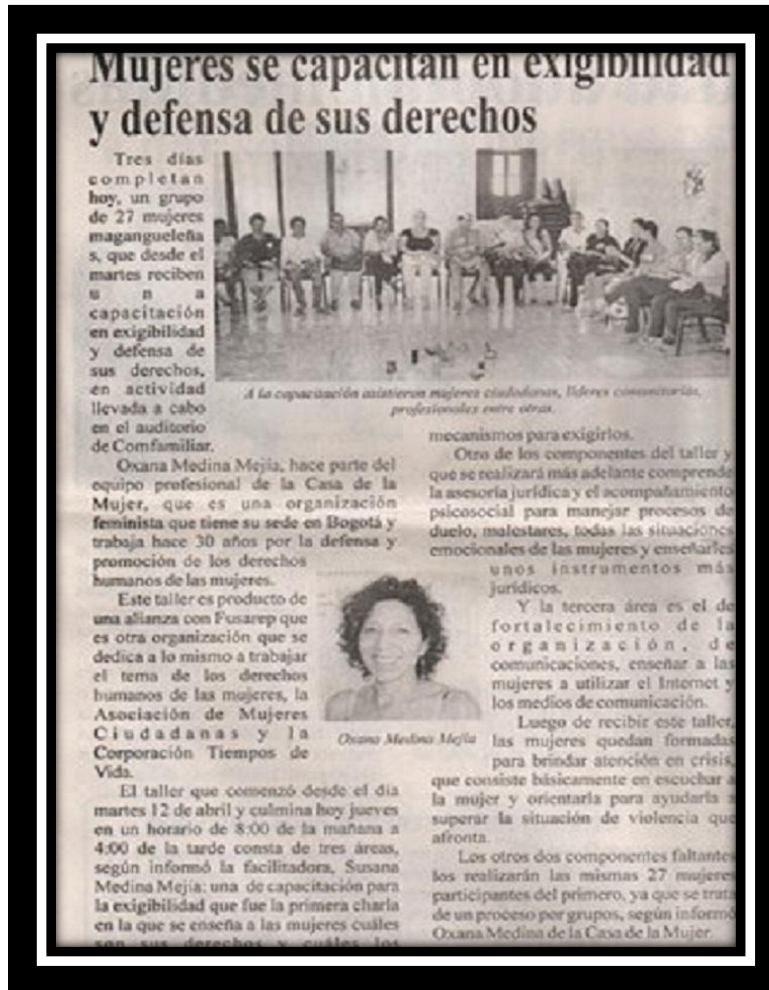 Mujeres se capacitan en exigibilidad
y defensa de sus derechos
Tres días
completan
hoy, un grupo
de 27 mujeres
magangueleña
s, que desde el
martes reciben
u n a
capacitación
en exigibilidad
y defensa de
sus derechos,
en actividad
llevada a cabo
en el auditorio
de Comfamiliar.
A la capacitación asistieron mujeres ciudadanas, líderes comunitarias,
profesionales entre otras.
Oxana Medina Mejía, hace parte del
equipo profesional de la Casa de la
Mujer, que es una organización
feminista que tiene su sede en Bogotá y
trabaja hace 30 años por la defensa y
promoción de los derechos
humanos de las mujeres.
Este taller es producto de
una alianza con Fusarep que
es otra organización que se
dedica a lo mismo a trabajar
el tema de los derechos
humanos de las mujeres, la
Asociación de Mujeres
Ciudadanas y la
Corporación Tiempos de
Vida.
El taller que comenzó desde el día
martes 12 de abril y culmina hoy jueves
en un horario de 8:00 de la mañana a
4:00 de la tarde consta de tres áreas,
según informó la facilitadora, Susana
Medina Mejía: una de capacitación para
la exigibilidad que fue la primera charla
en la que se enseña a las mujeres cuáles
son sus derechos y cuáles los
mecanismos para exigirlos.
Otro de los componentes del taller y
que se realizará más adelante comprende
la asesoría jurídica y el acompañamiento
psicosocial para manejar procesos de
duelo, malestares, todas las situaciones
emocionales de las mujeres y enseñarles
unos instrumentos más
jurídicos.
Y la tercera área es el de
fortalecimiento de la
organización, de
comunicaciones, enseñar a las
mujeres a utilizar el Internet y
los medios de comunicación.
Oxana Medina Mejía
Luego de recibir este taller,
las mujeres quedan formadas
para brindar atención en crisis,
que consiste básicamente en escuchar a
la mujer y orientarla para ayudarla a
superar la situación de violencia que
afronta.
Los otros dos componentes faltantes
los realizarán las mismas 27 mujeres
participantes del primero, ya que se trata
de un proceso por grupos, según informó
Oxana Medina de la Casa de la Mujer.